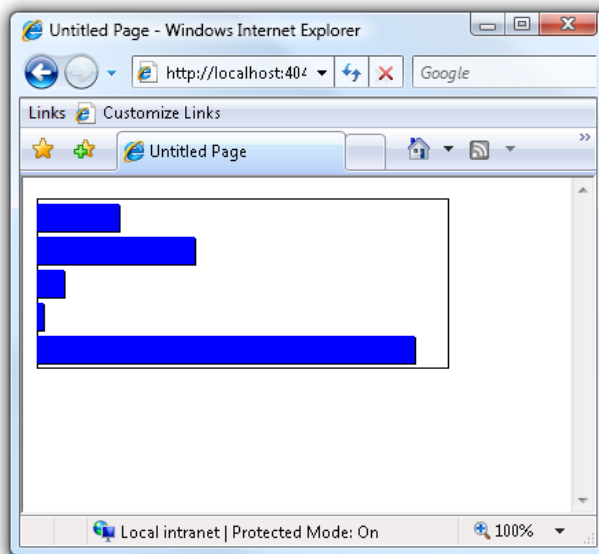 Untitled Page - Windows Internet Explorer
http://localhost:404
Google
Links
Customize Links
Untitled Page
Local intranet | Protected Mode: On
100%